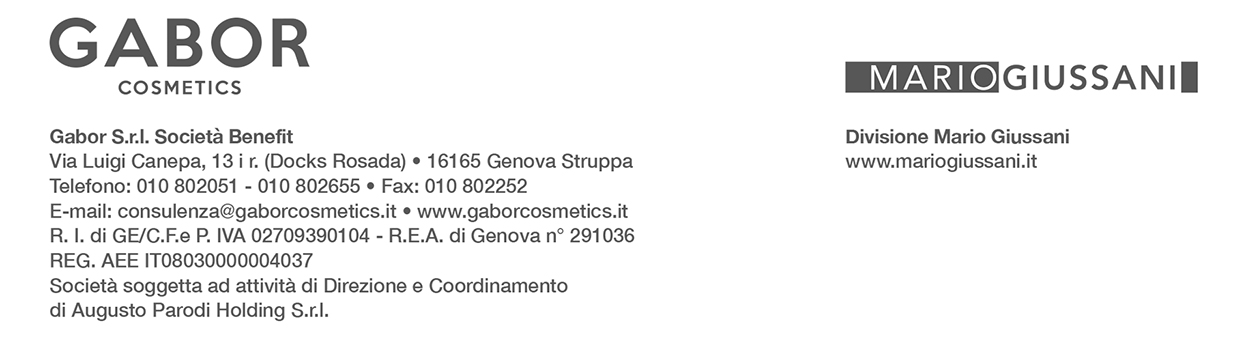 GABOR
COSMETICS
Gabor S.r.l. Società Benefit
Via Luigi Canepa, 13 i r. (Docks Rosada) • 16165 Genova Struppa
Telefono: 010 802051 - 010 802655 • Fax: 010 802252
E-mail: consulenza@gaborcosmetics.it • www.gaborcosmetics.it
R. I. di GE/C.F.e P. IVA 02709390104 - R.E.A. di Genova n° 291036
REG. AEE IT08030000004037
Società soggetta ad attività di Direzione e Coordinamento
di Augusto Parodi Holding S.r.l.
MARIOGIUSSANI
Divisione Mario Giussani
www.mariogiussani.it